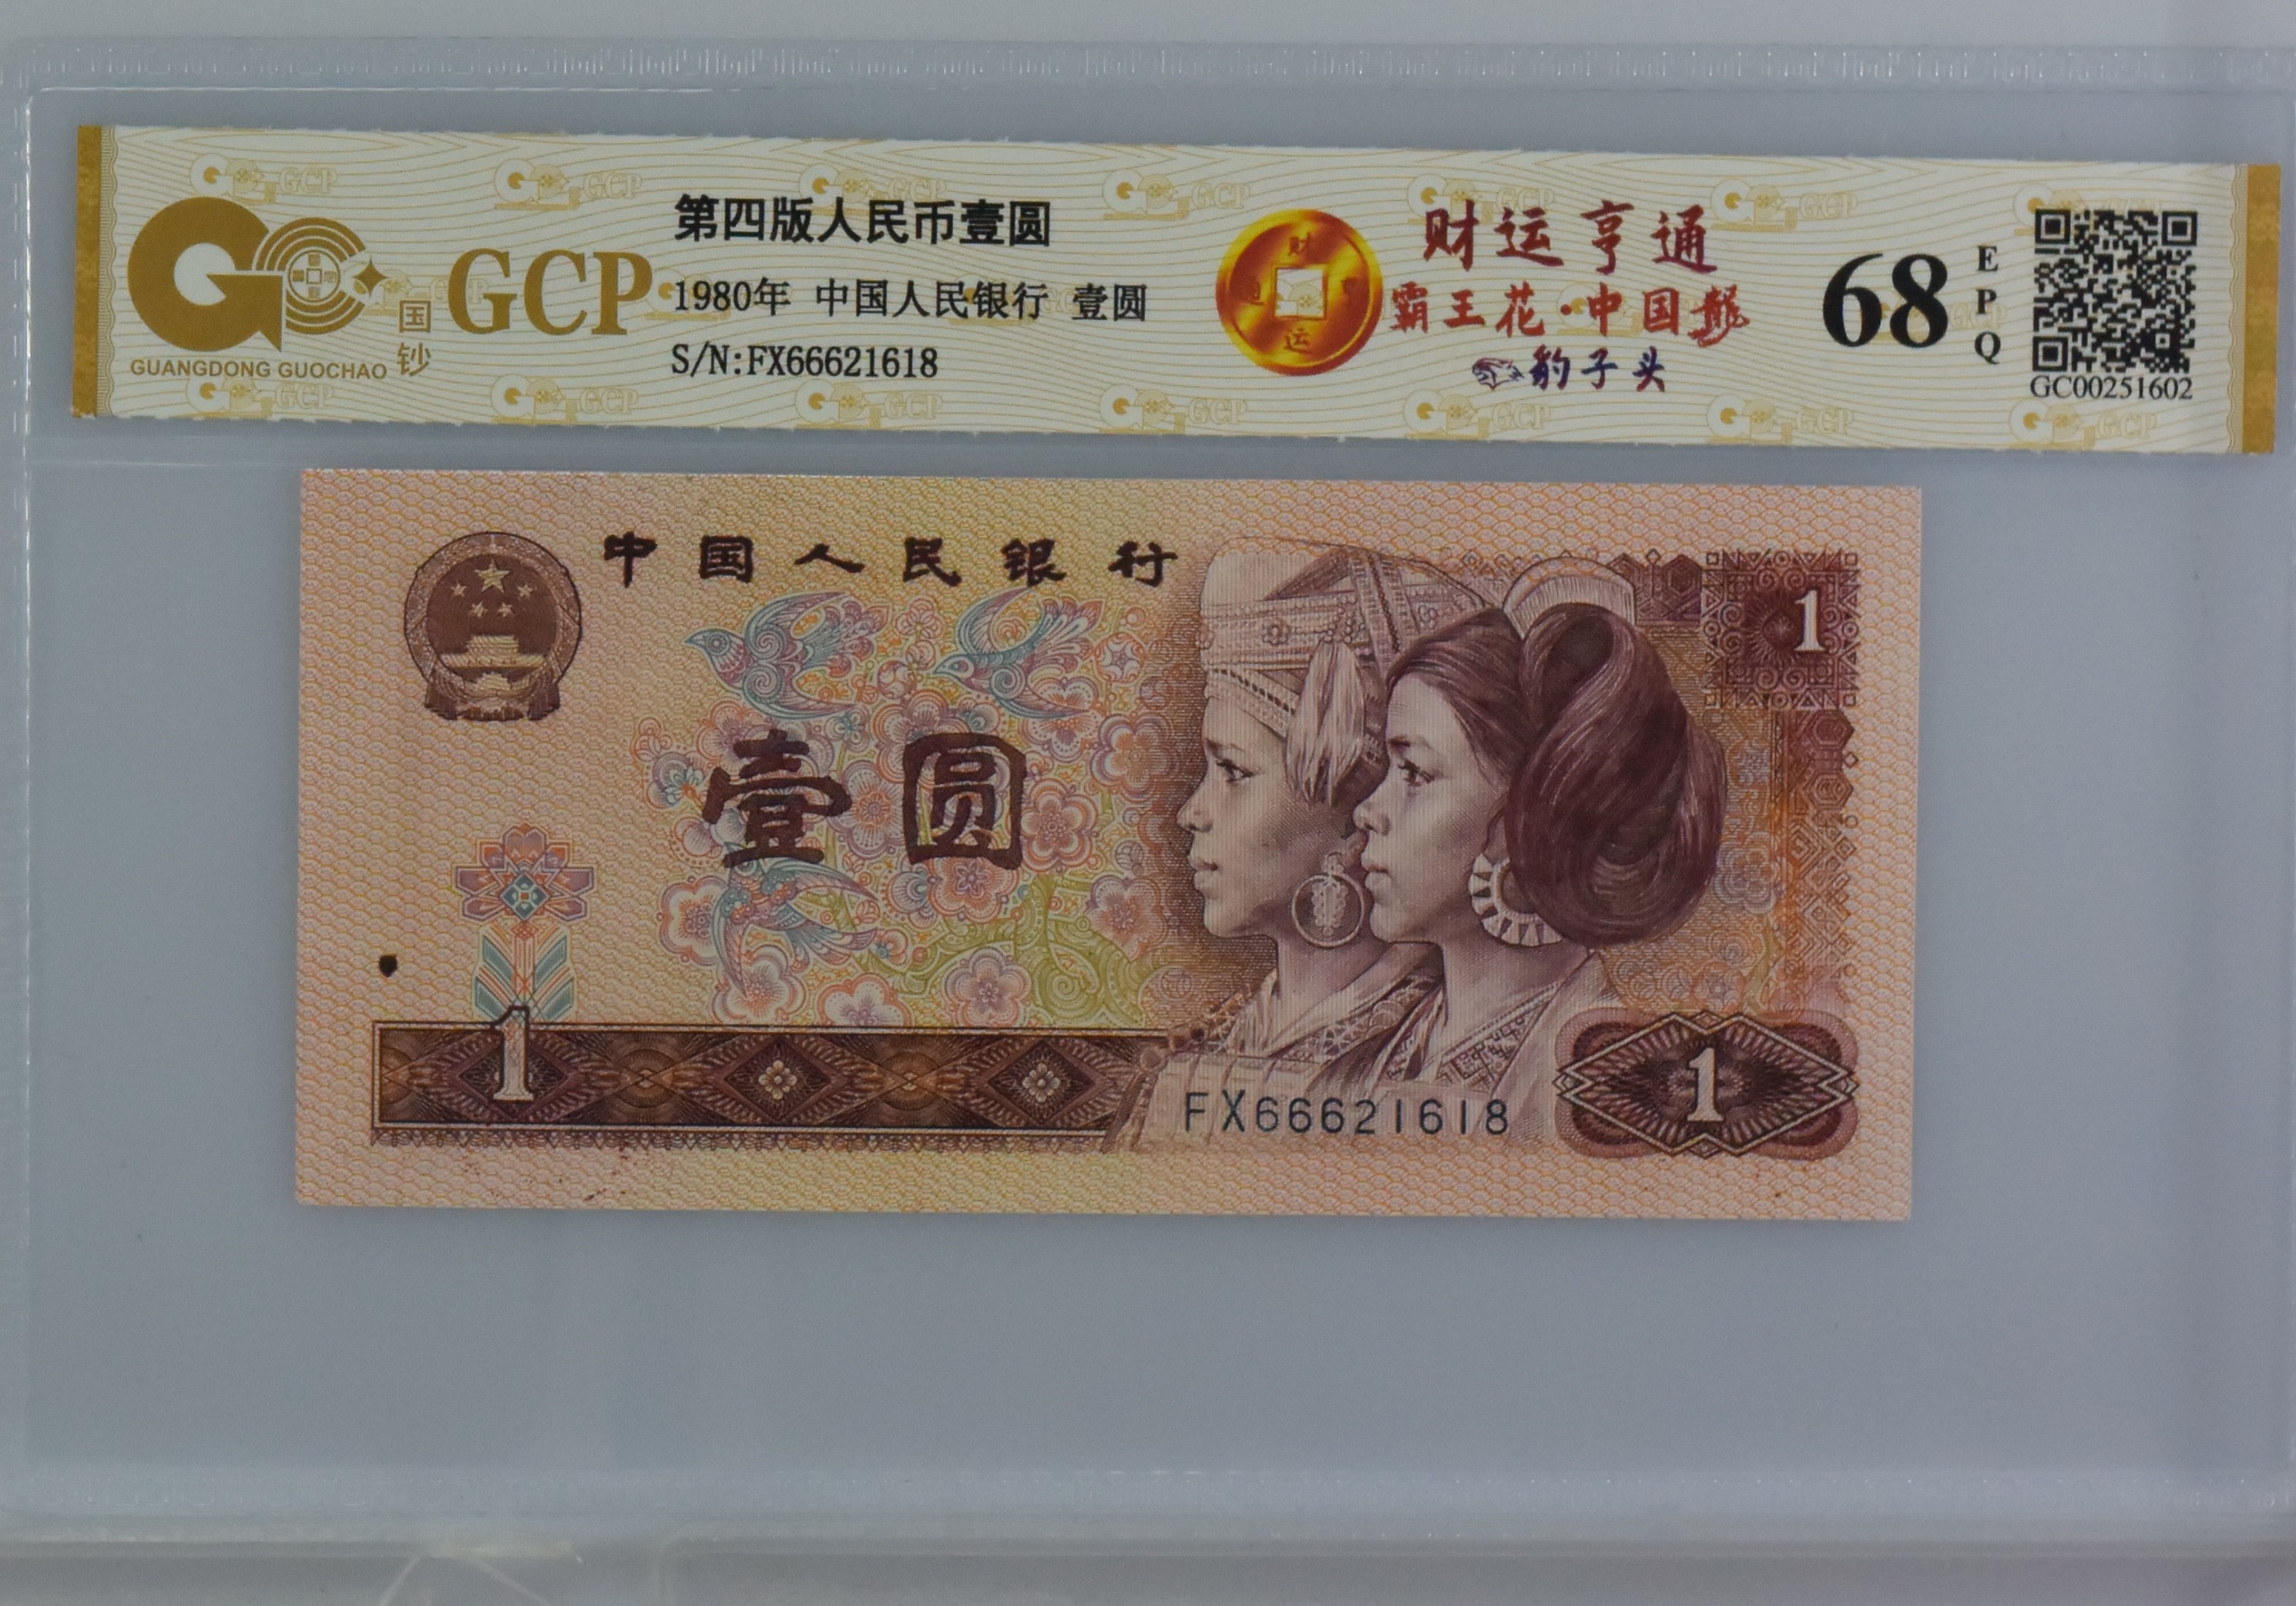 GCP
国钞
GUANGDONG GUOCHAO
第四版人民币壹圆
1980年 中国人民银行 壹圆
S/N:FX66621618
财运亨通
霸王花·中国龍
豹子头
68
EPQ
GC00251602
中国人民银行
1
壹圆
1
FX66621618
1